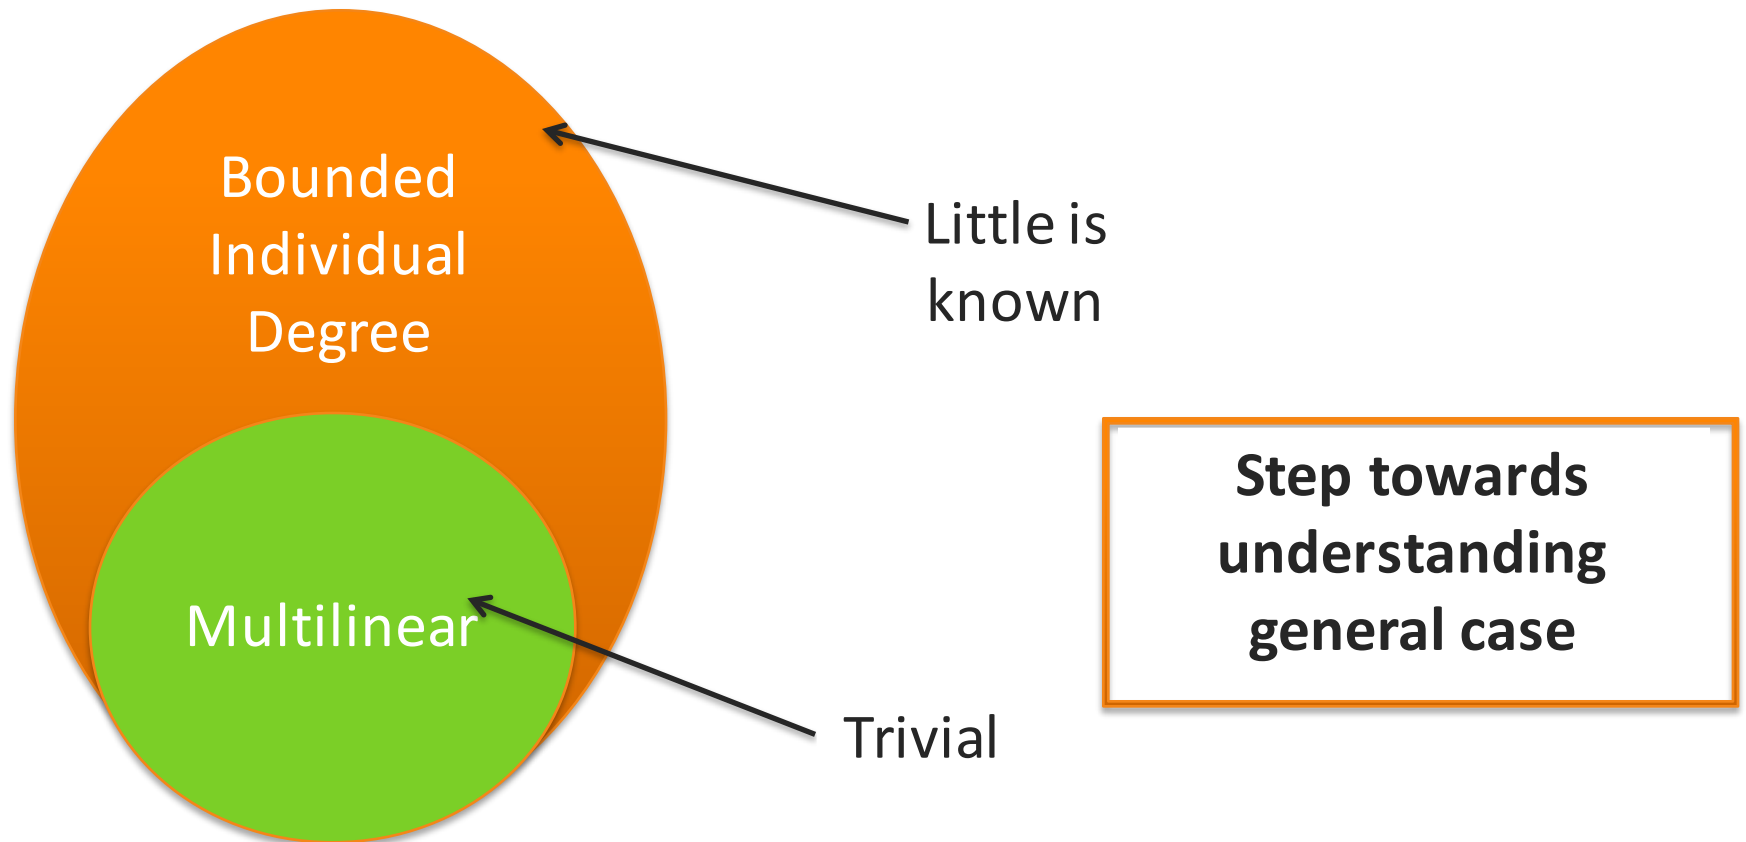 Bounded
Individual
Degree
Little is
known
Step towards
understanding
general case
Multilinear
Trivial